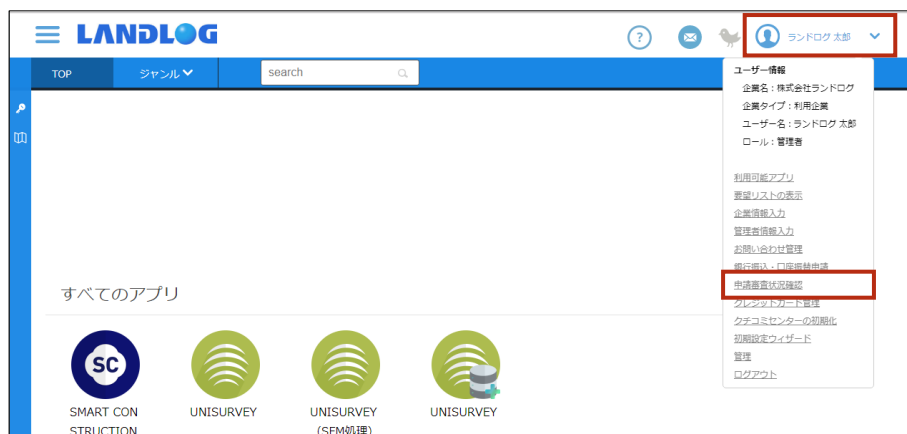 LANDLOG
?
ランドログ 太郎
TOP
ジャンル
search
ユーザー情報
企業名：株式会社ランドログ
企業タイプ：利用企業
ユーザー名：ランドログ 太郎
ロール：管理者
利用可能アプリ
要望リストの表示
企業情報入力
管理者情報入力
お問い合わせ管理
銀行振込・口座振替申請
申請審査状況確認
クレジットカード管理
クチコミセンターの初期化
初期設定ウィザード
管理
ログアウト
すべてのアプリ
SC
SMART CON
STRUCTION
UNISURVEY
UNISURVEY
(SFM処理)
UNISURVEY